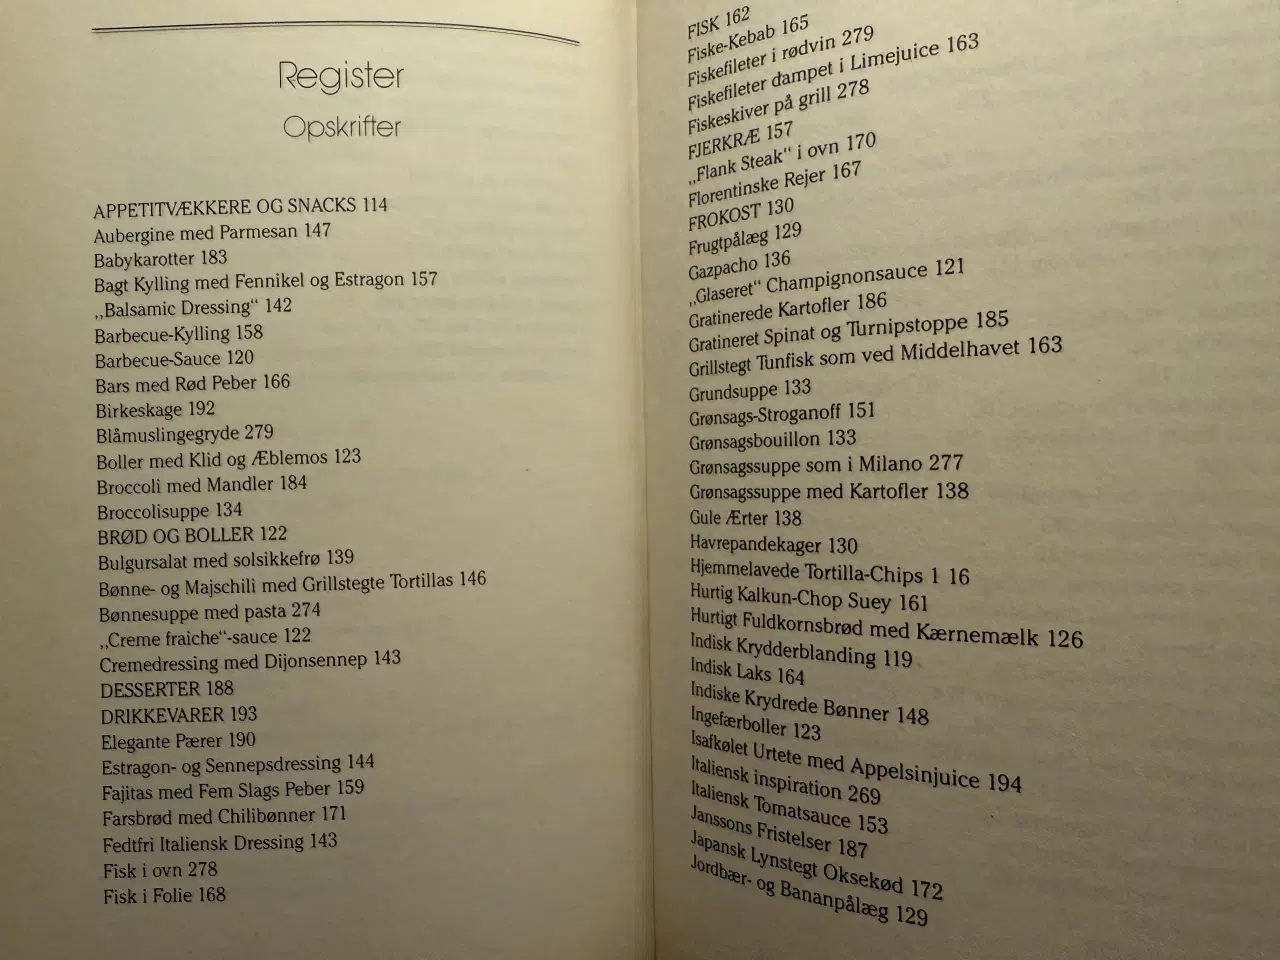 Register
Opskrifter
APPETITVÆKKERE OG SNACKS 114
Aubergine med Parmesan 147
Babykarotter 183
Bagt Kylling med Fennikel og Estragon 157
„Balsamic Dressing“ 142
Barbecue-Kylling 158
Barbecue-Sauce 120
Bars med Rød Peber 166
Birkeskage 192
Blåmuslingegryde 279
Boller med Klid og Æblemos 123
Broccoli med Mandler 184
Broccolisuppe 134
BRØD OG BOLLER 122
Bulgursalat med solsikkefrø 139
Bønne- og Majschili med Grillstegte Tortillas 146
Bønnesuppe med pasta 274
„Creme fraiche“-sauce 122
Cremedressing med Dijonsennep 143
DESSERTER 188
DRIKKEVARER 193
Elegante Pærer 190
Estragon- og Sennepsdressing 144
Fajitas med Fem Slags Peber 159
Farsbrød med Chilibønner 171
Fedtfri Italiensk Dressing 143
Fisk i ovn 278
Fisk i Folie 168
FISK 162
Fiske-Kebab 165
Fiskefileter i rødvin 279
Fiskefileter dampet i Limejuice 163
Fiskeskiver på grill 278
FJERKRÆ 157
„Flank Steak“ i ovn 170
Florentinske Rejer 167
FROKOST 130
Frugtpålæg 129
Gazpacho 136
„Glaseret“ Champignonsauce 121
Gratinerede Kartofler 186
Gratineret Spinat og Turnipstoppe 185
Grillstegt Tunfisk som ved Middelhavet 163
Grundsuppe 133
Grønsags-Stroganoff 151
Grønsagsbouillon 133
Grønsagssuppe som i Milano 277
Grønsagssuppe med Kartofler 138
Gule Ærter 138
Havrepandekager 130
Hjemmelavede Tortilla-Chips 1 16
Hurtig Kalkun-Chop Suey 161
Hurtigt Fuldkornsbrød med Kærnemælk 126
Indisk Krydderblanding 119
Indisk Laks 164
Indiske Krydrede Bønner 148
Ingefærboller 123
Isafkølet Urtete med Appelsinjuice 194
Italiensk inspiration 269
Italiensk Tomatsauce 153
Janssons Fristelser 187
Japansk Lynstegt Oksekød 172
Jordbær- og Bananpålæg 129